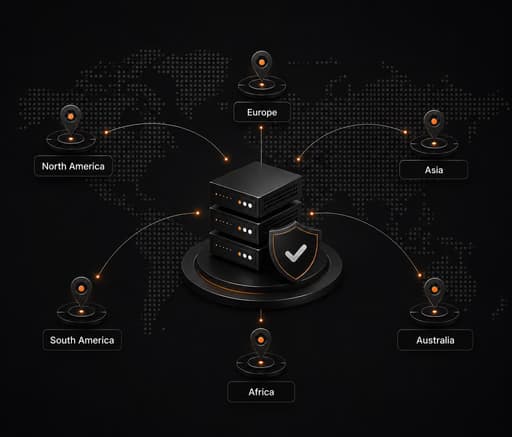 Europe
North America
Asia
South America
Australia
Africa